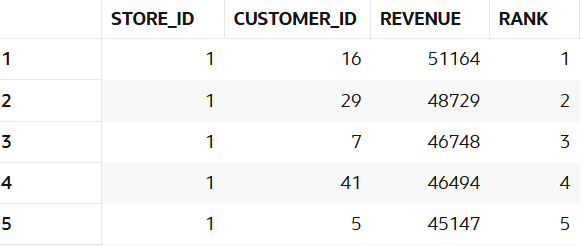 STORE_ID CUSTOMER_ID REVENUE RANK
1 1 16 51164 1
2 1 29 48729 2
3 1 7 46748 3
4 1 41 46494 4
5 1 5 45147 5